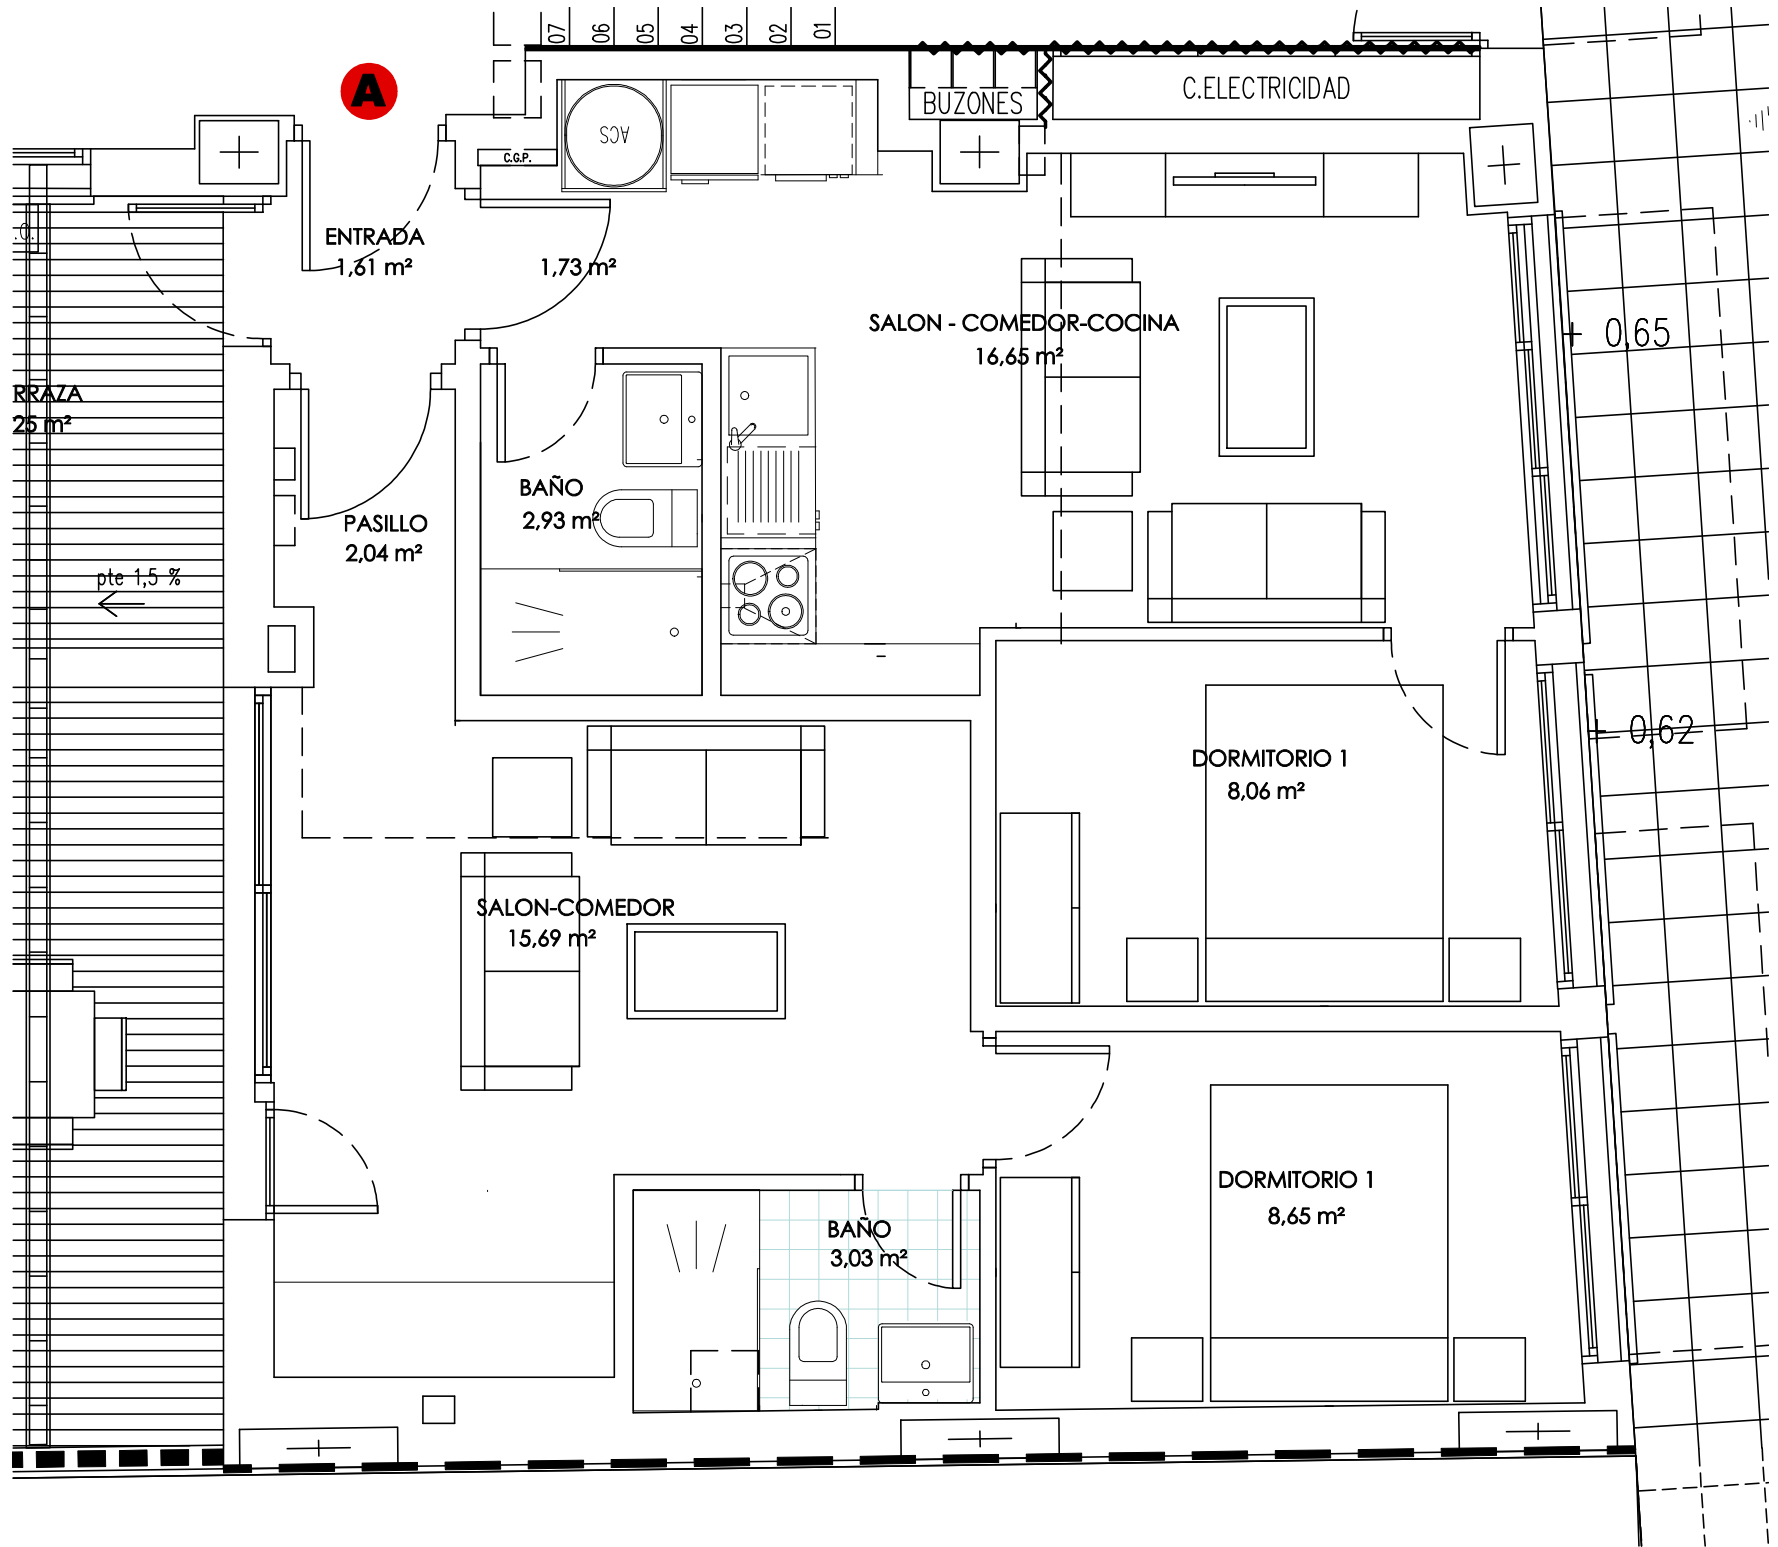 07
06
05
04
03
02
01
A
BUZONES
C.ELECTRICIDAD
ACS
C.G.P.
ENTRADA
1,61 m²
1,73 m²
SALON - COMEDOR-COCINA
16,65 m²
0,65
RRAZA
25 m²
BAÑO
2,93 m²
PASILLO
2,04 m²
pte 1,5 %
0,62
DORMITORIO 1
8,06 m²
SALON-COMEDOR
15,69 m²
DORMITORIO 1
8,65 m²
BAÑO
3,03 m²